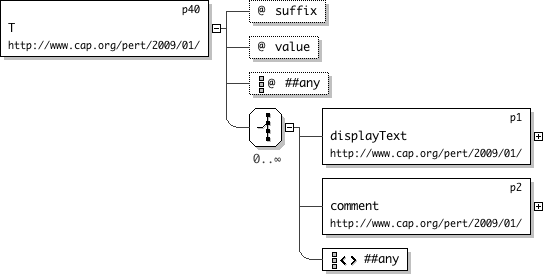 p40
T
http://www.cap.org/pert/2009/01/
@ suffix
@ value
@ ##any
0..∞
p1
displayText
http://www.cap.org/pert/2009/01/
p2
comment
http://www.cap.org/pert/2009/01/
<> ##any